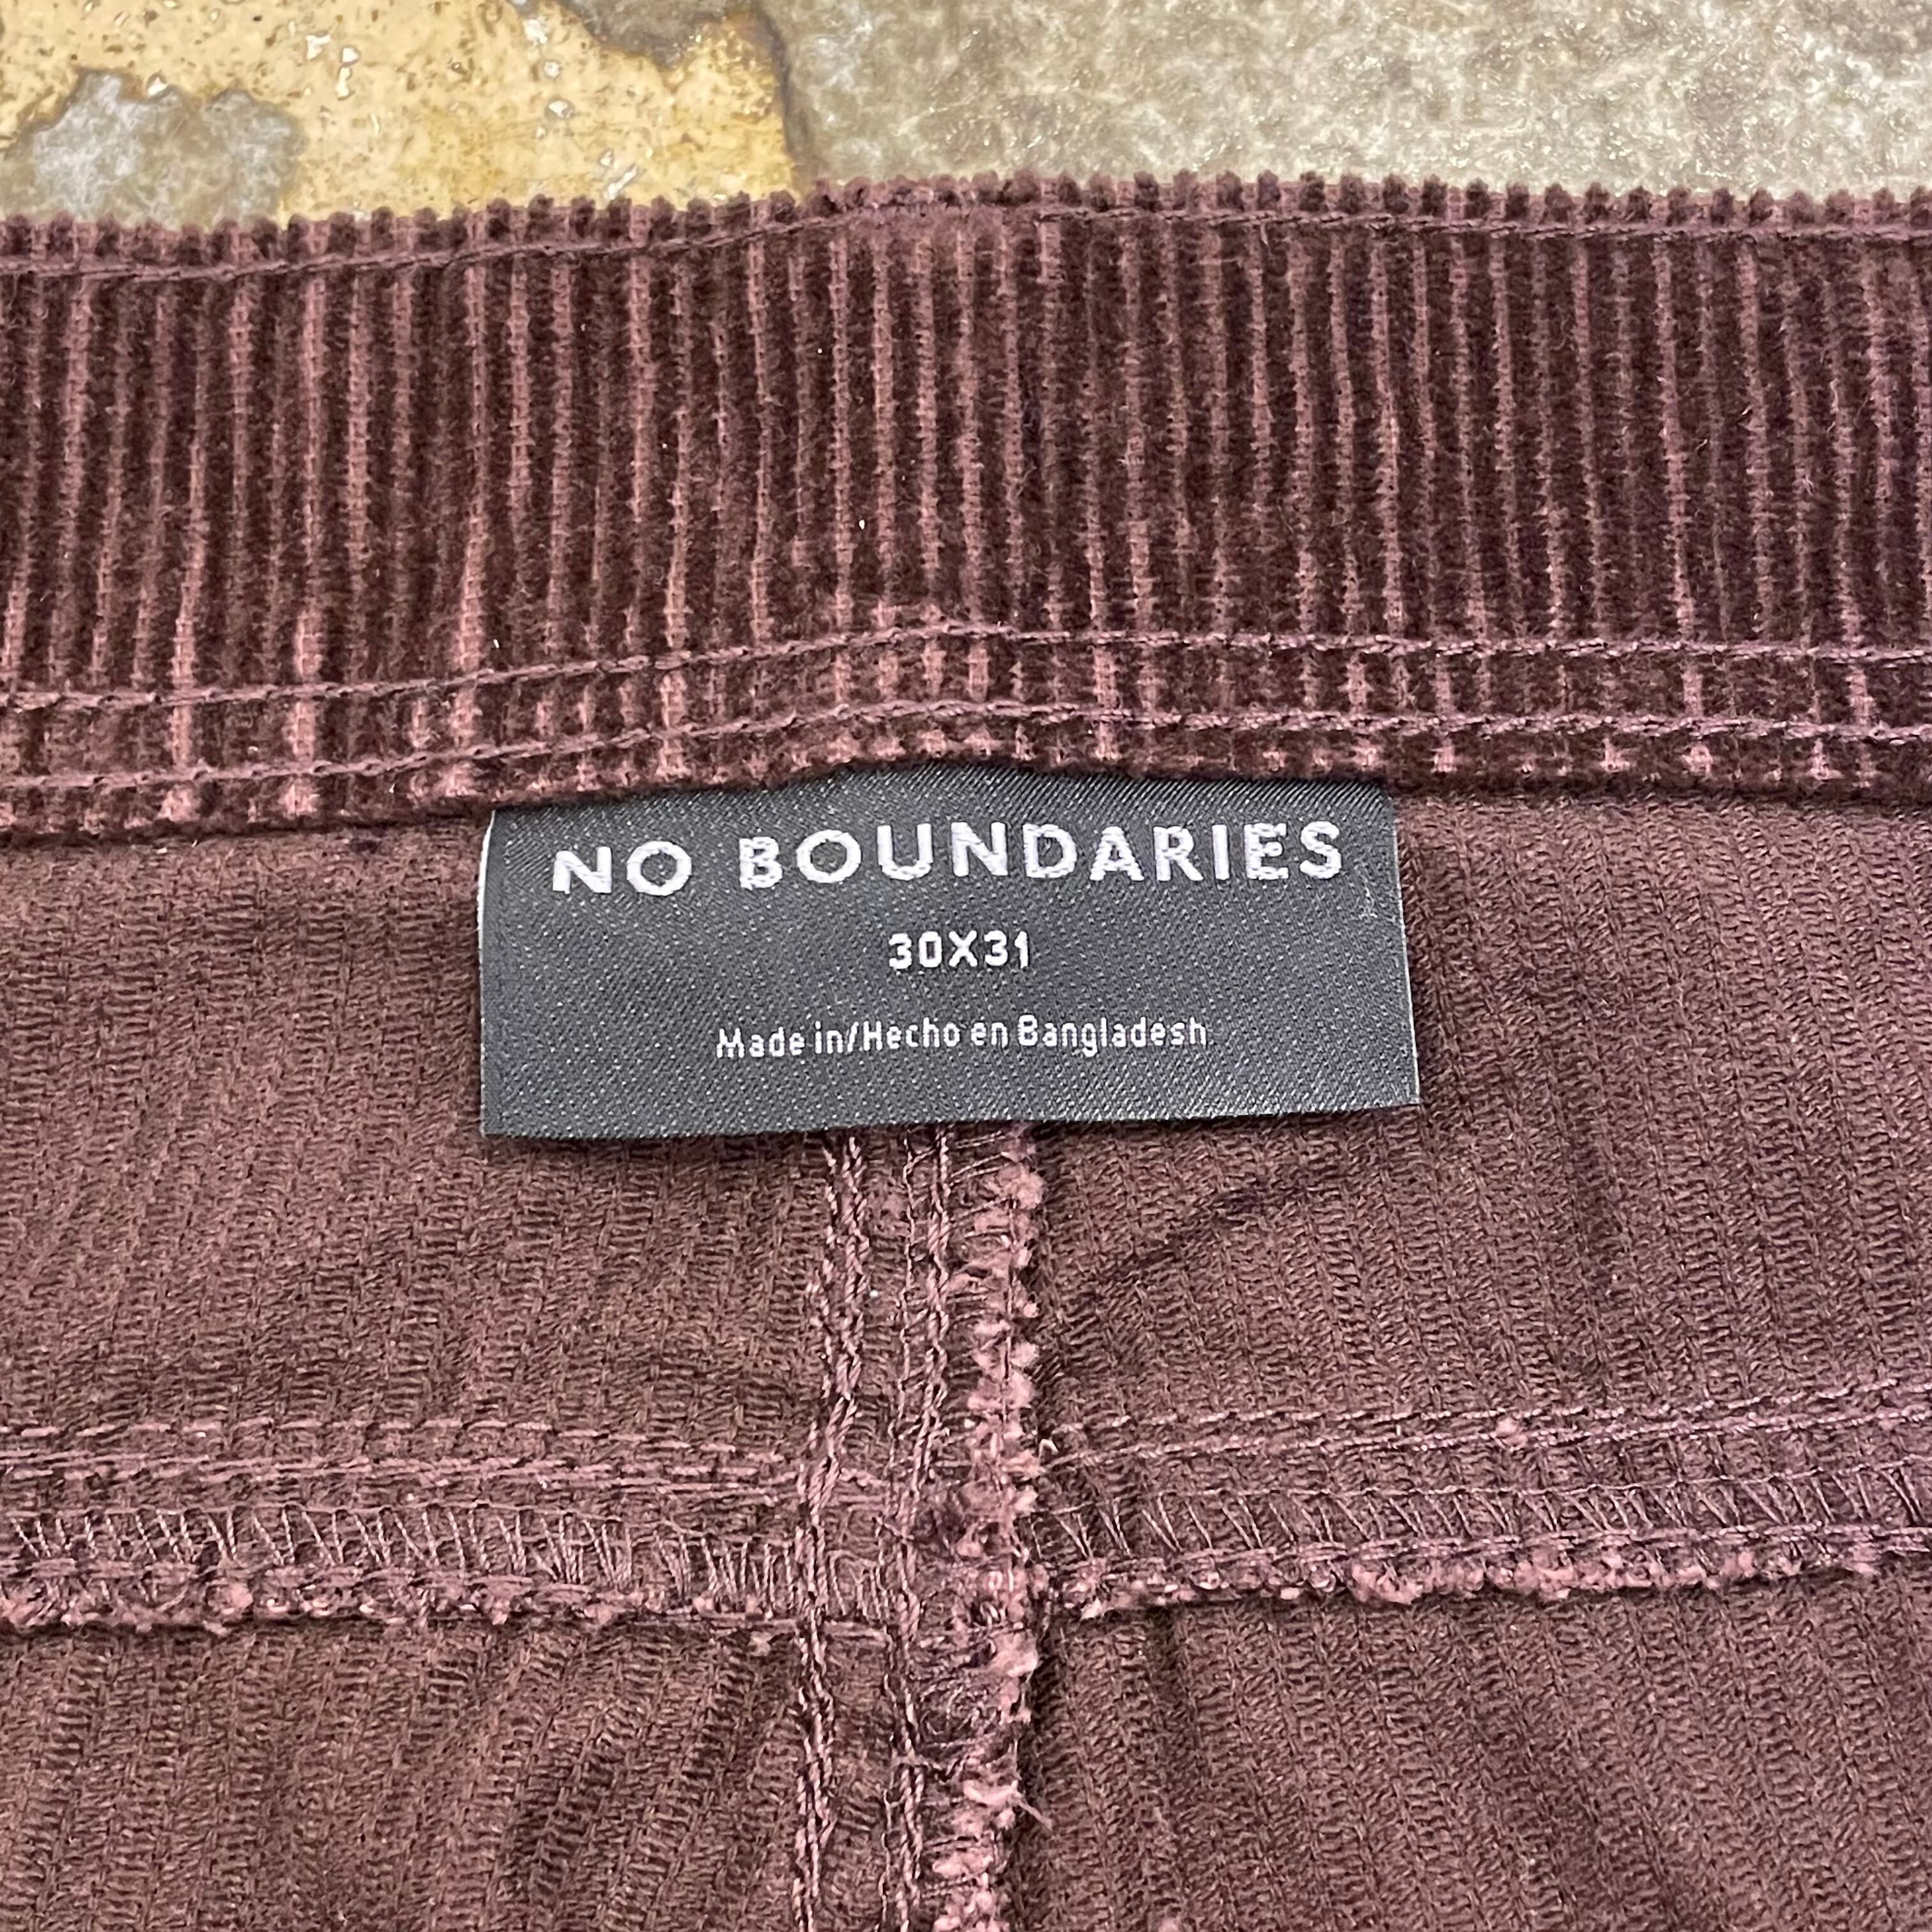 NO BOUNDARIES
30X31
Made in/Hecho en Bangladesh